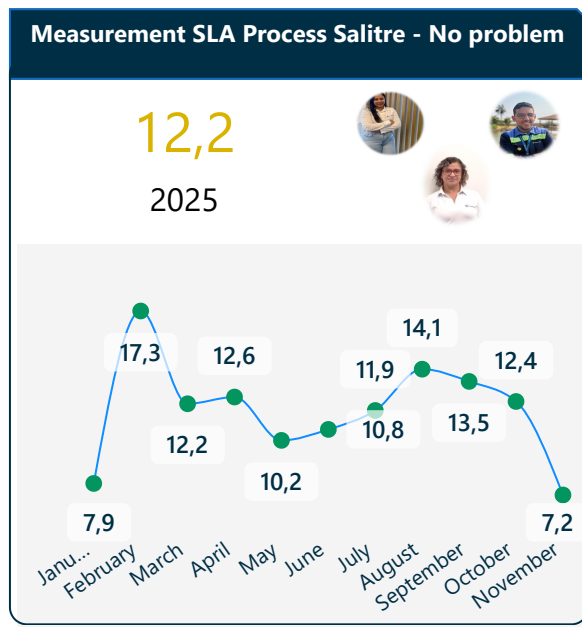 Measurement SLA Process Salitre - No problem
12,2
2025
14,1
12,6
12,4
17,3
11,9
10,8
13,5
12,2
10,2
7,9
7,2
Janu...
February
March
April
May
June
July
August
September
October
November